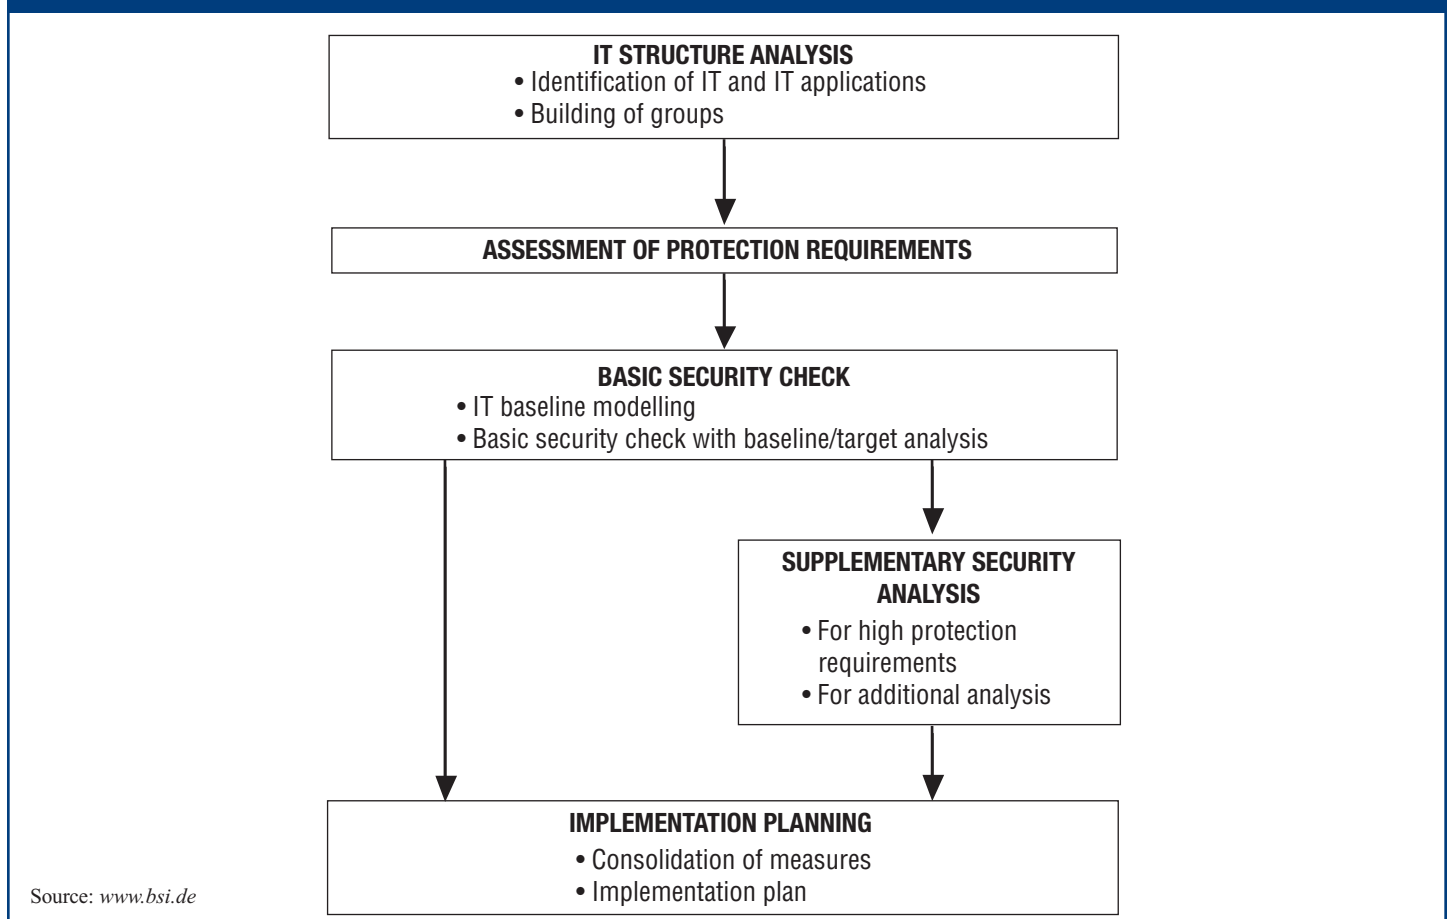 IT STRUCTURE ANALYSIS
• Identification of IT and IT applications
• Building of groups
ASSESSMENT OF PROTECTION REQUIREMENTS
BASIC SECURITY CHECK
• IT baseline modelling
• Basic security check with baseline/target analysis
SUPPLEMENTARY SECURITY
ANALYSIS
• For high protection
requirements
• For additional analysis
IMPLEMENTATION PLANNING
• Consolidation of measures
• Implementation plan
Source: www.bsi.de